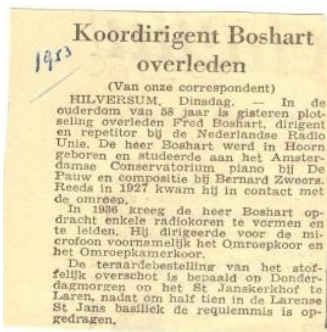 Koordirigent Boshart
overleden
1953
(Van onze correspondent)
HILVERSUM, Dinsdag. — In de
ouderdom van 58 jaar is gisteren plot-
seling overleden Fred Boshart, dirigent
en repetitor bij de Nederlandse Radio
Unie. De heer Boshart werd in Hoorn
geboren en studeerde aan het Amster-
damse Conservatorium piano bij De
Pauw en compositie bij Bernard Zweers.
Reeds in 1927 kwam hij in contact met
de omroep.
In 1936 kreeg de heer Boshart op-
dracht enkele radiokoren te vormen en
te leiden. Hij dirigeerde voor de mi-
crofoon voornamelijk het Omroepkoor en
het Omroepkamerkoor.
De teraardebestelling van het stof-
felijk overschot is bepaald op Donder-
dagmorgen op het St Janskerkhof te
Laren, nadat om half tien in de Larense
St Jans basiliek de requiemmis is op-
gedragen.